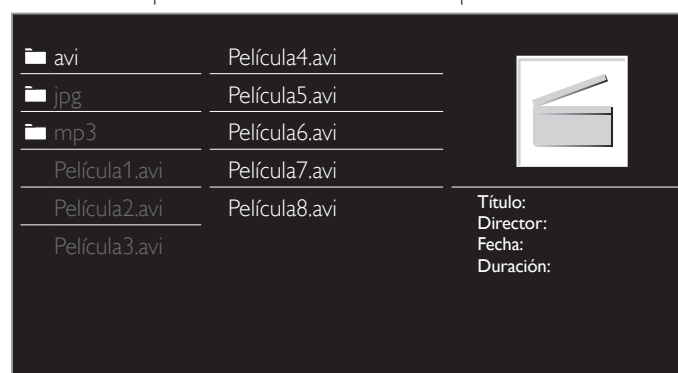 avi
jpg
mp3
Película1.avi
Película2.avi
Película3.avi
Película4.avi
Película5.avi
Película6.avi
Película7.avi
Película8.avi
Título:
Director:
Fecha:
Duración: